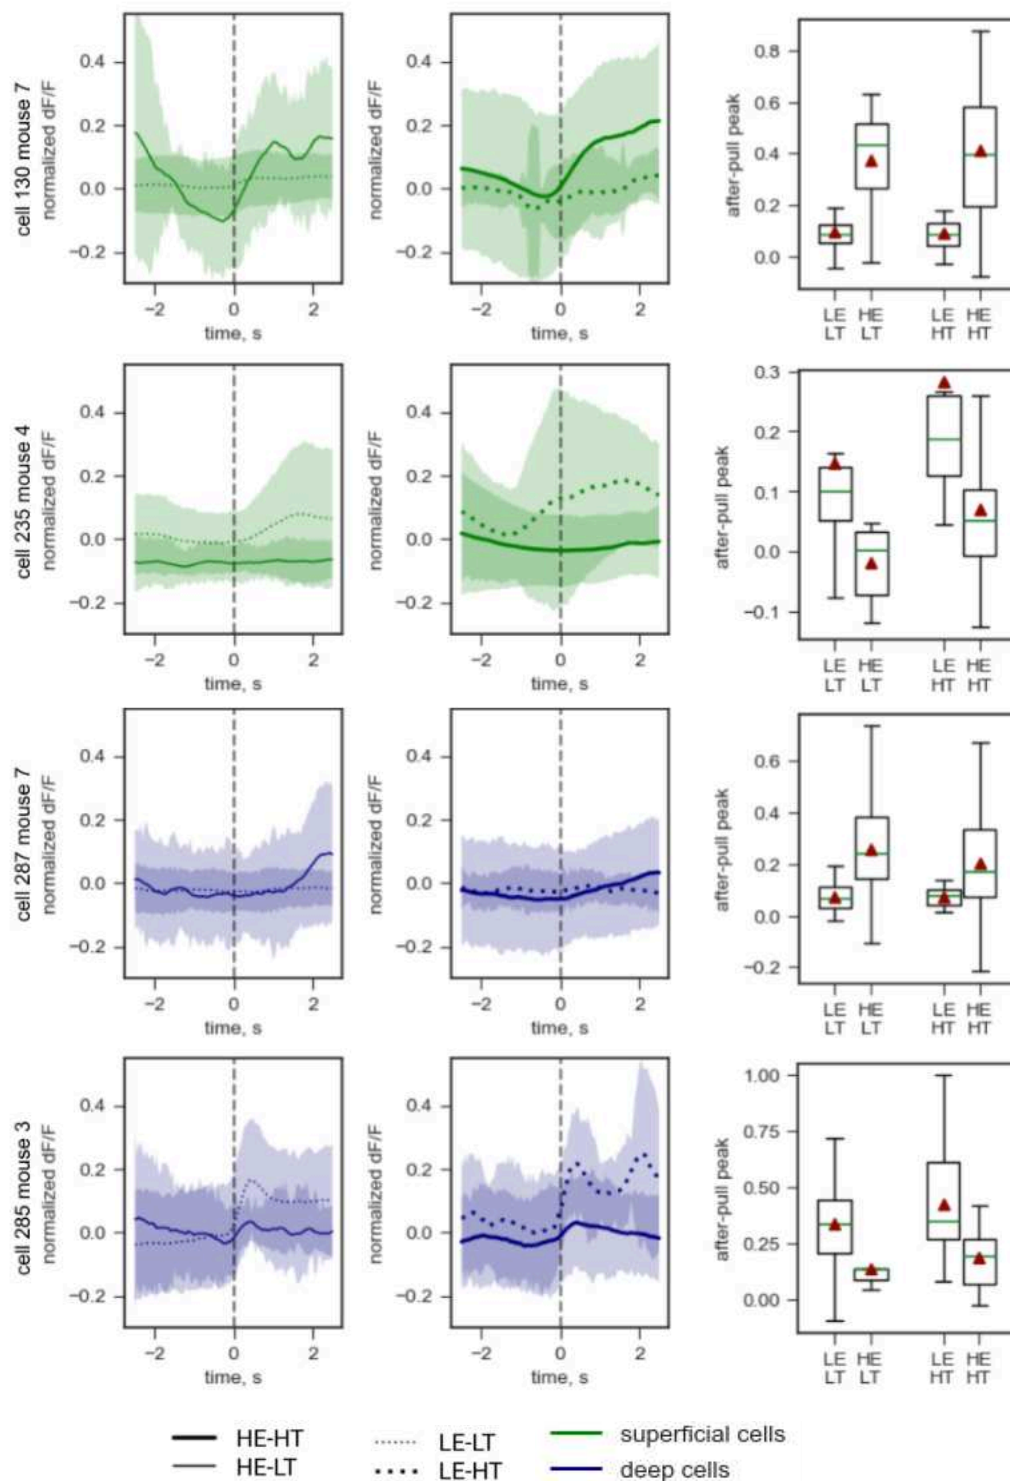 cell 130 mouse 7
normalized dF/F
0.4
0.2
0.0
−0.2
−2 0 2
time, s
normalized dF/F
0.4
0.2
0.0
−0.2
−2 0 2
time, s
after-pull peak
0.8
0.6
0.4
0.2
0.0
LE HE LE HE
LT LT HT HT
cell 235 mouse 4
normalized dF/F
0.4
0.2
0.0
−0.2
−2 0 2
time, s
normalized dF/F
0.4
0.2
0.0
−0.2
−2 0 2
time, s
after-pull peak
0.3
0.2
0.1
0.0
−0.1
LE HE LE HE
LT LT HT HT
cell 287 mouse 7
normalized dF/F
0.4
0.2
0.0
−0.2
−2 0 2
time, s
normalized dF/F
0.4
0.2
0.0
−0.2
−2 0 2
time, s
after-pull peak
0.6
0.4
0.2
0.0
−0.2
LE HE LE HE
LT LT HT HT
cell 285 mouse 3
normalized dF/F
0.4
0.2
0.0
−0.2
−2 0 2
time, s
normalized dF/F
0.4
0.2
0.0
−0.2
−2 0 2
time, s
after-pull peak
1.00
0.75
0.50
0.25
0.00
LE HE LE HE
LT LT HT HT
HE-HT LE-LT superficial cells
HE-LT LE-HT deep cells